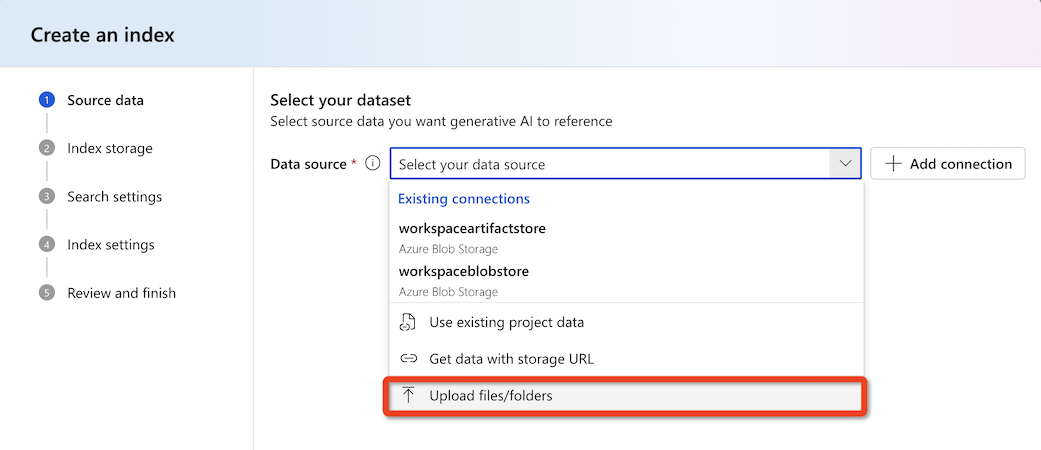 Create an index
1 Source data
2 Index storage
3 Search settings
4 Index settings
5 Review and finish
Select your dataset
Select source data you want generative AI to reference
Data source * Select your data source Add connection
Existing connections
workspaceartifactstore
Azure Blob Storage
workspaceblobstore
Azure Blob Storage
Use existing project data
Get data with storage URL
Upload files/folders